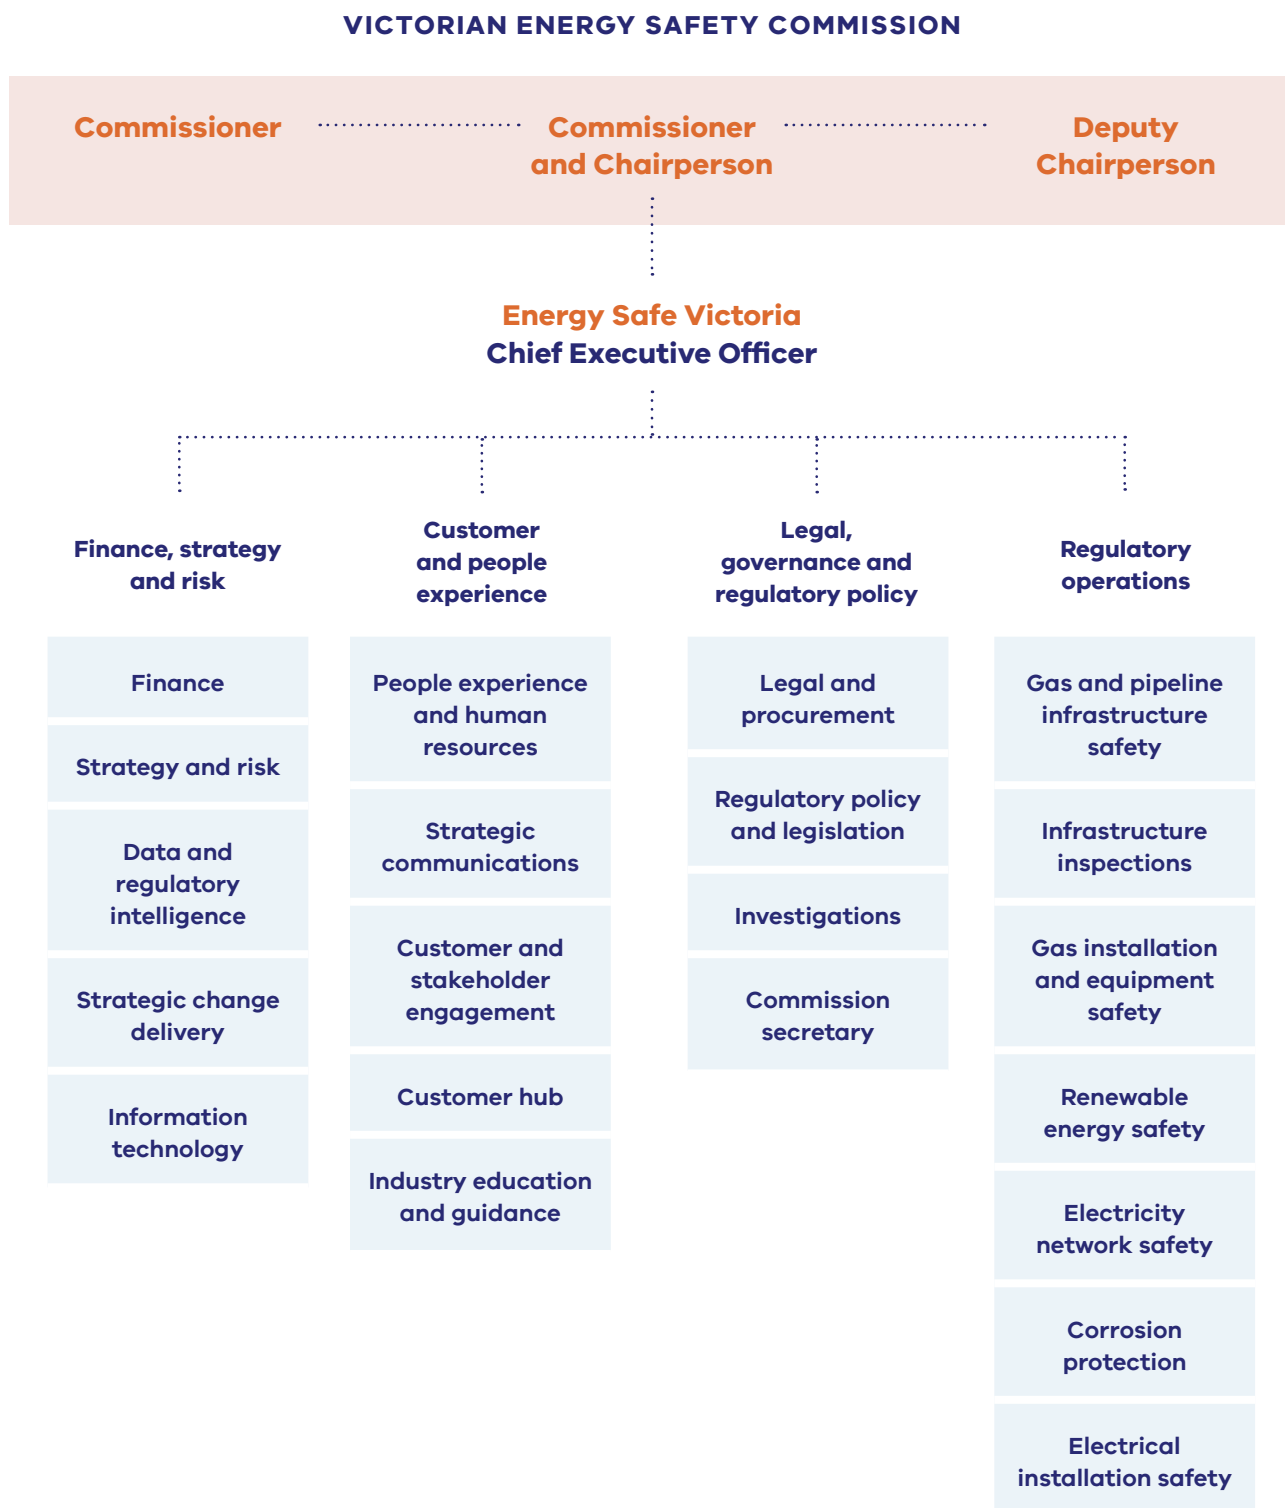 VICTORIAN ENERGY SAFETY COMMISSION
Commissioner
Commissioner
and Chairperson
Deputy
Chairperson
Energy Safe Victoria
Chief Executive Officer
Finance, strategy
and risk
Finance
Strategy and risk
Data and
regulatory
intelligence
Strategic change
delivery
Information
technology
Customer
and people
experience
People experience
and human
resources
Strategic
communications
Customer and
stakeholder
engagement
Customer hub
Industry education
and guidance
Legal,
governance and
regulatory policy
Legal and
procurement
Regulatory policy
and legislation
Investigations
Commission
secretary
Regulatory
operations
Gas and pipeline
infrastructure
safety
Infrastructure
inspections
Gas installation
and equipment
safety
Renewable
energy safety
Electricity
network safety
Corrosion
protection
Electrical
installation safety